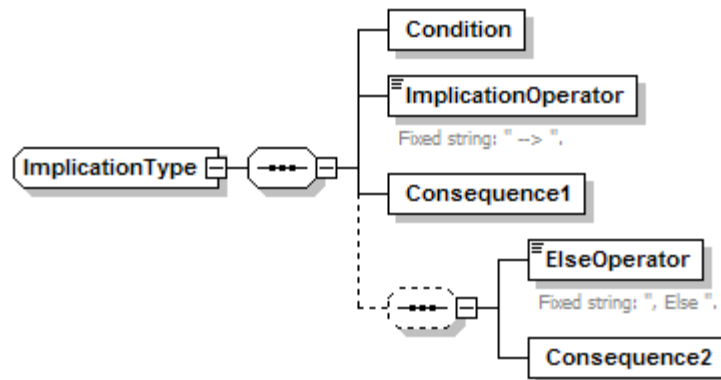 Condition
ImplicationOperator
Fixed string: " --> ".
ImplicationType
Consequence1
ElseOperator
Fixed string: ", Else ".
Consequence2